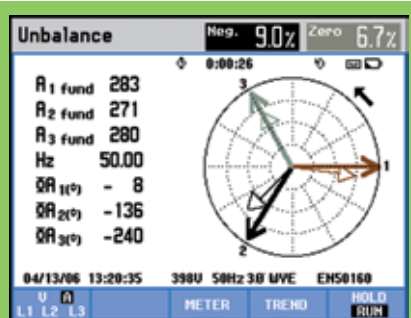 Unbalance Neg. 9.0% Zero 6.7%
0:00:26
A1 fund 283
A2 fund 271
A3 fund 280
Hz 50.00
ΦA1(°) - 8
ΦA2(°) -136
ΦA3(°) -240
3
1
2
04/13/06 13:20:35 398V 50Hz 3Ø WYE EN50160
V A
L1 L2 L3
METER TREND HOLD
RUN